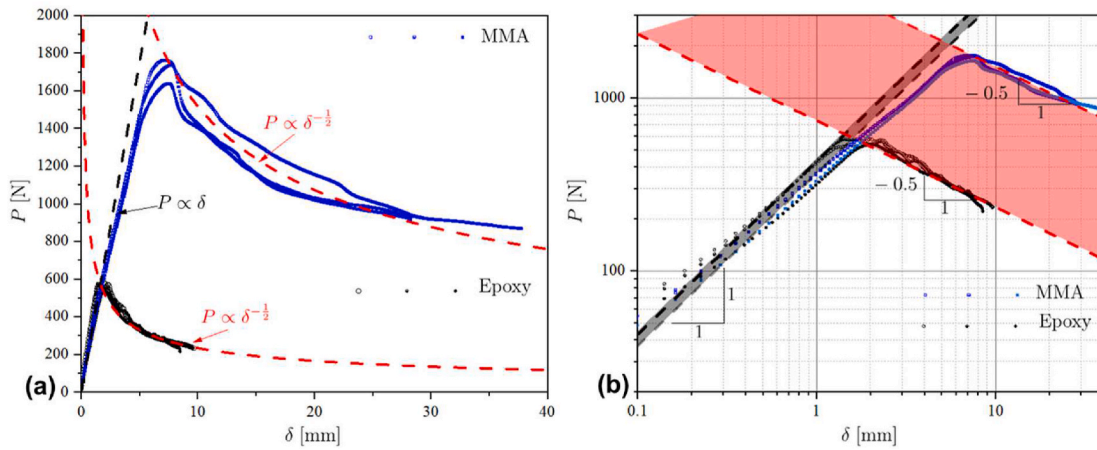 2000
1800
1600
1400
1200
1000
800
600
400
200
0
P [N]
0
10
20
30
40
δ [mm]
MMA
P ∝ δ^{-1/2}
P ∝ δ
Epoxy
P ∝ δ^{-1/2}
(a)
1000
100
P [N]
0.1
1
10
δ [mm]
− 0.5
1
− 0.5
1
1
1
MMA
Epoxy
(b)